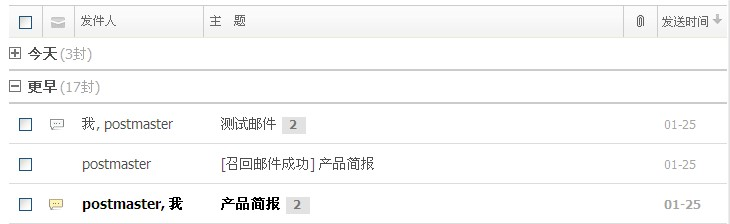 发件人 主 题 发送时间
今天(3封)
更早(17封)
我, postmaster 测试邮件 2 01-25
postmaster [召回邮件成功] 产品简报 01-25
postmaster, 我 产品简报 2 01-25